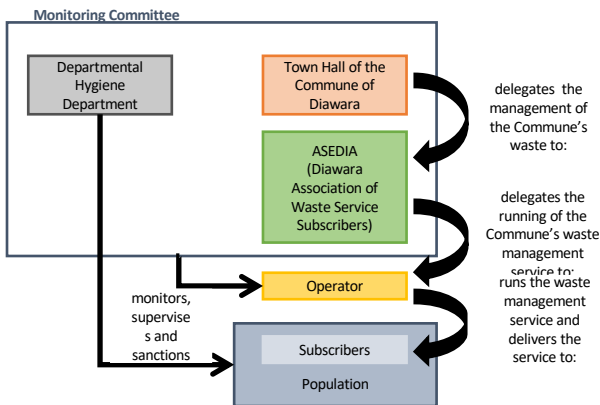 Monitoring Committee
Departmental
Hygiene
Department
Town Hall of the
Commune of
Diawara
delegates the
management of
the Commune's
waste to:
ASEDIA
(Diawara
Association of
Waste Service
Subscribers)
delegates the
running of the
Commune's waste
management
service to:
Operator
runs the waste
management
service and
delivers the
service to:
monitors,
supervise
s and
sanctions
Subscribers
Population